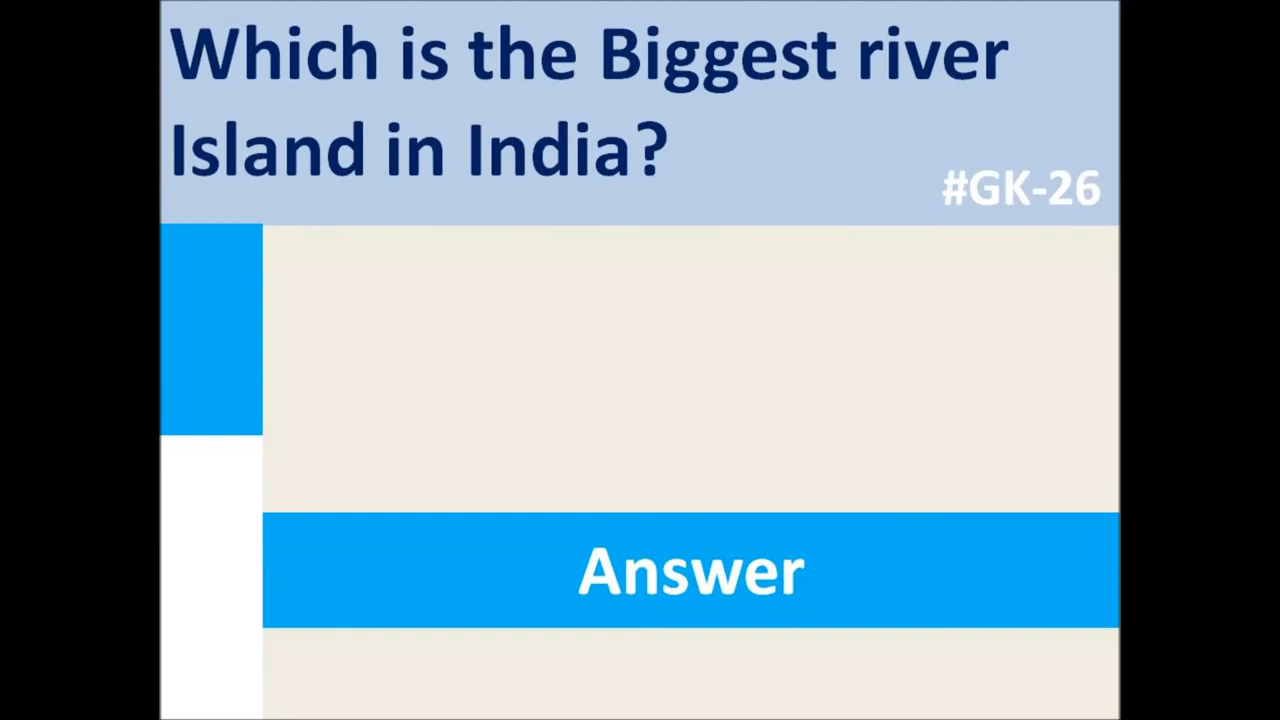 Which is the Biggest river
Island in India?
#GK-26
Answer